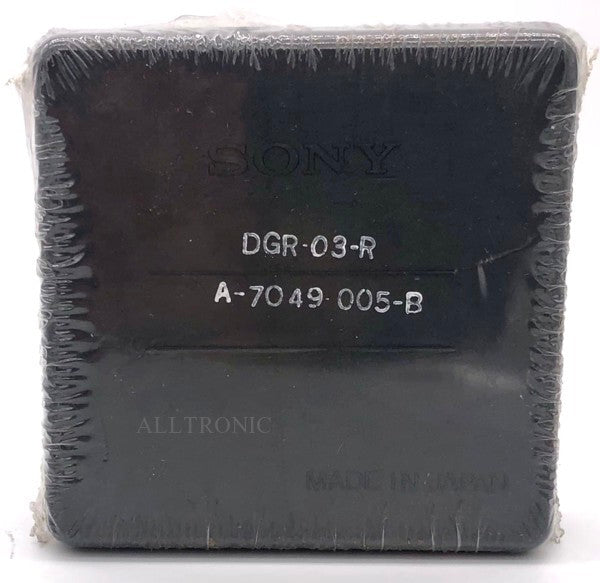 SONY
DGR-03-R
A-7049-005-B
ALLTRONIC
MADE IN JAPAN